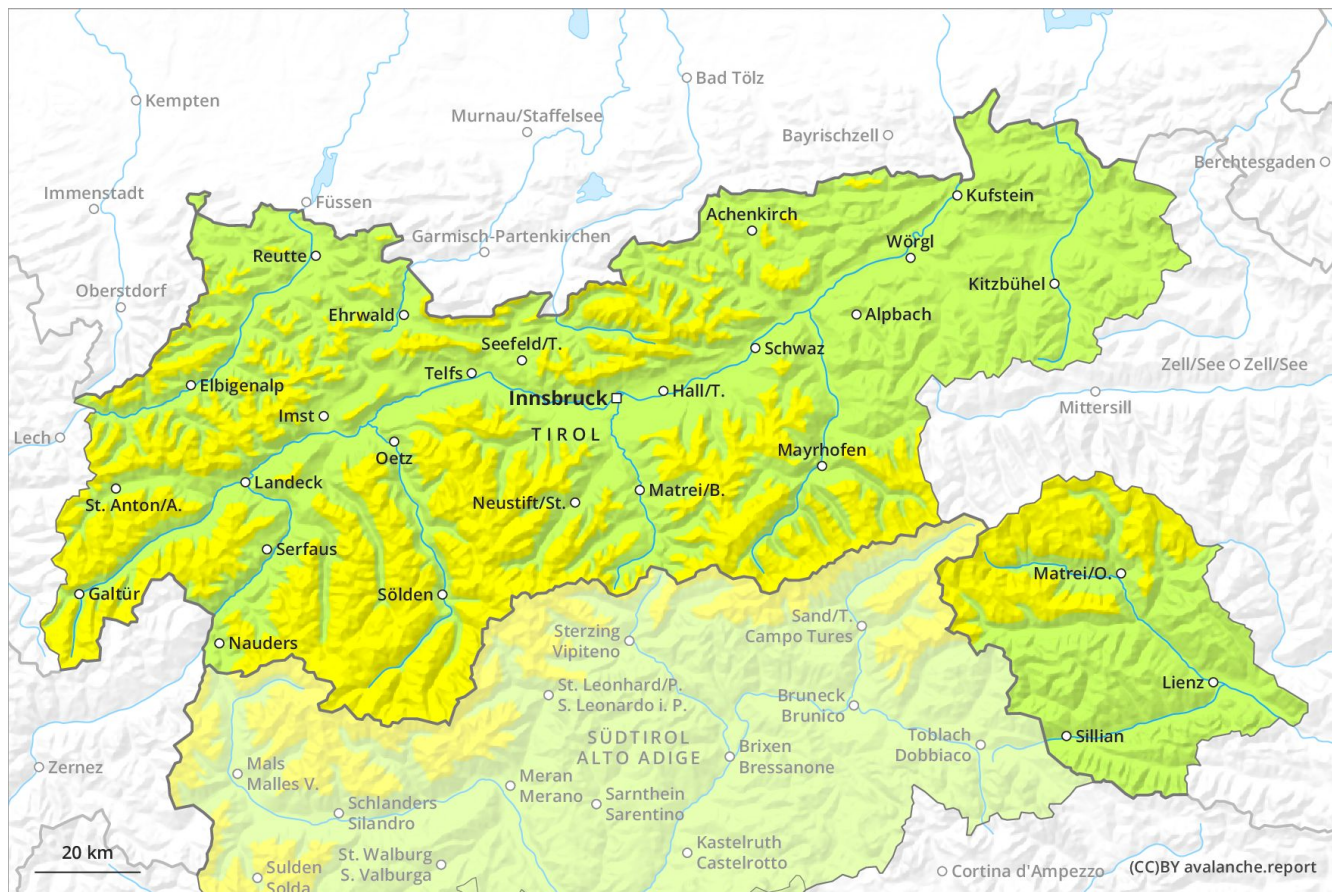 Kempten
Bad Tölz
Murnau/Staffelsee
Bayrischzell
Berchtesgaden
Immenstadt
Füssen
Kufstein
Achenkirch
Garmisch-Partenkirchen
Wörgl
Reutte
Oberstdorf
Kitzbühel
Ehrwald
Alpbach
Seefeld/T.
Schwaz
Zell/See
Zell/See
Telfs
Elbigenalp
Innsbruck
Hall/T.
Mittersill
Imst
TIROL
Lech
Mayrhofen
Oetz
Landeck
Matrei/B.
St. Anton/A.
Neustift/St.
Serfaus
Matrei/O.
Galtür
Sölden
Sand/T.
Campo Tures
Sterzing
Vipiteno
Nauders
Lienz
St. Leonhard/P.
S. Leonardo i. P.
Bruneck
Brunico
SÜDTIROL
ALTO ADIGE
Toblach
Dobbiaco
Sillian
Brixen
Bressanone
Zernez
Mals
Malles V.
Meran
Merano
Sarnthein
Sarentino
Schlanders
Silandro
Kastelruth
Castelrotto
20 km
St. Walburg
S. Valburga
Sulden
Solda
Cortina d'Ampezzo
(CC)BY avalanche.report